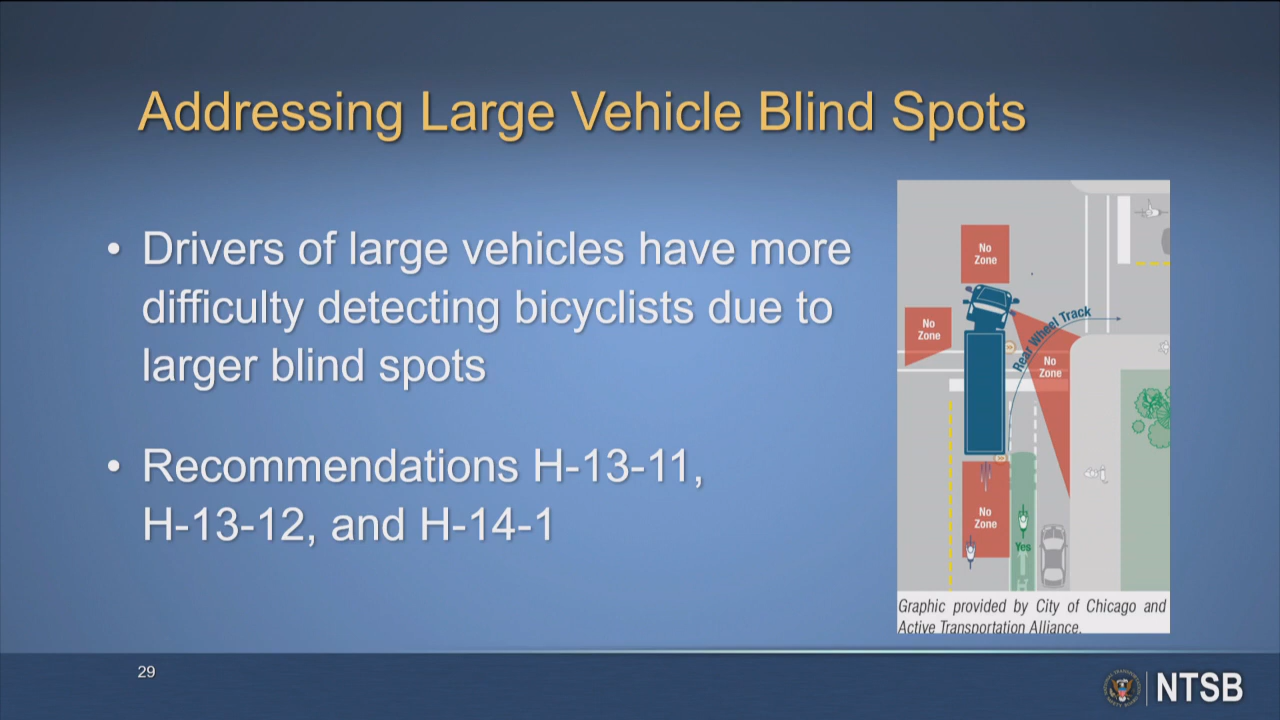 Addressing Large Vehicle Blind Spots
• Drivers of large vehicles have more
difficulty detecting bicyclists due to
larger blind spots
• Recommendations H-13-11,
H-13-12, and H-14-1
No
Zone
No
Zone
Rear Wheel Track
No
Zone
No
Zone
Yes
Graphic provided by City of Chicago and
Active Transportation Alliance.
29
NTSB